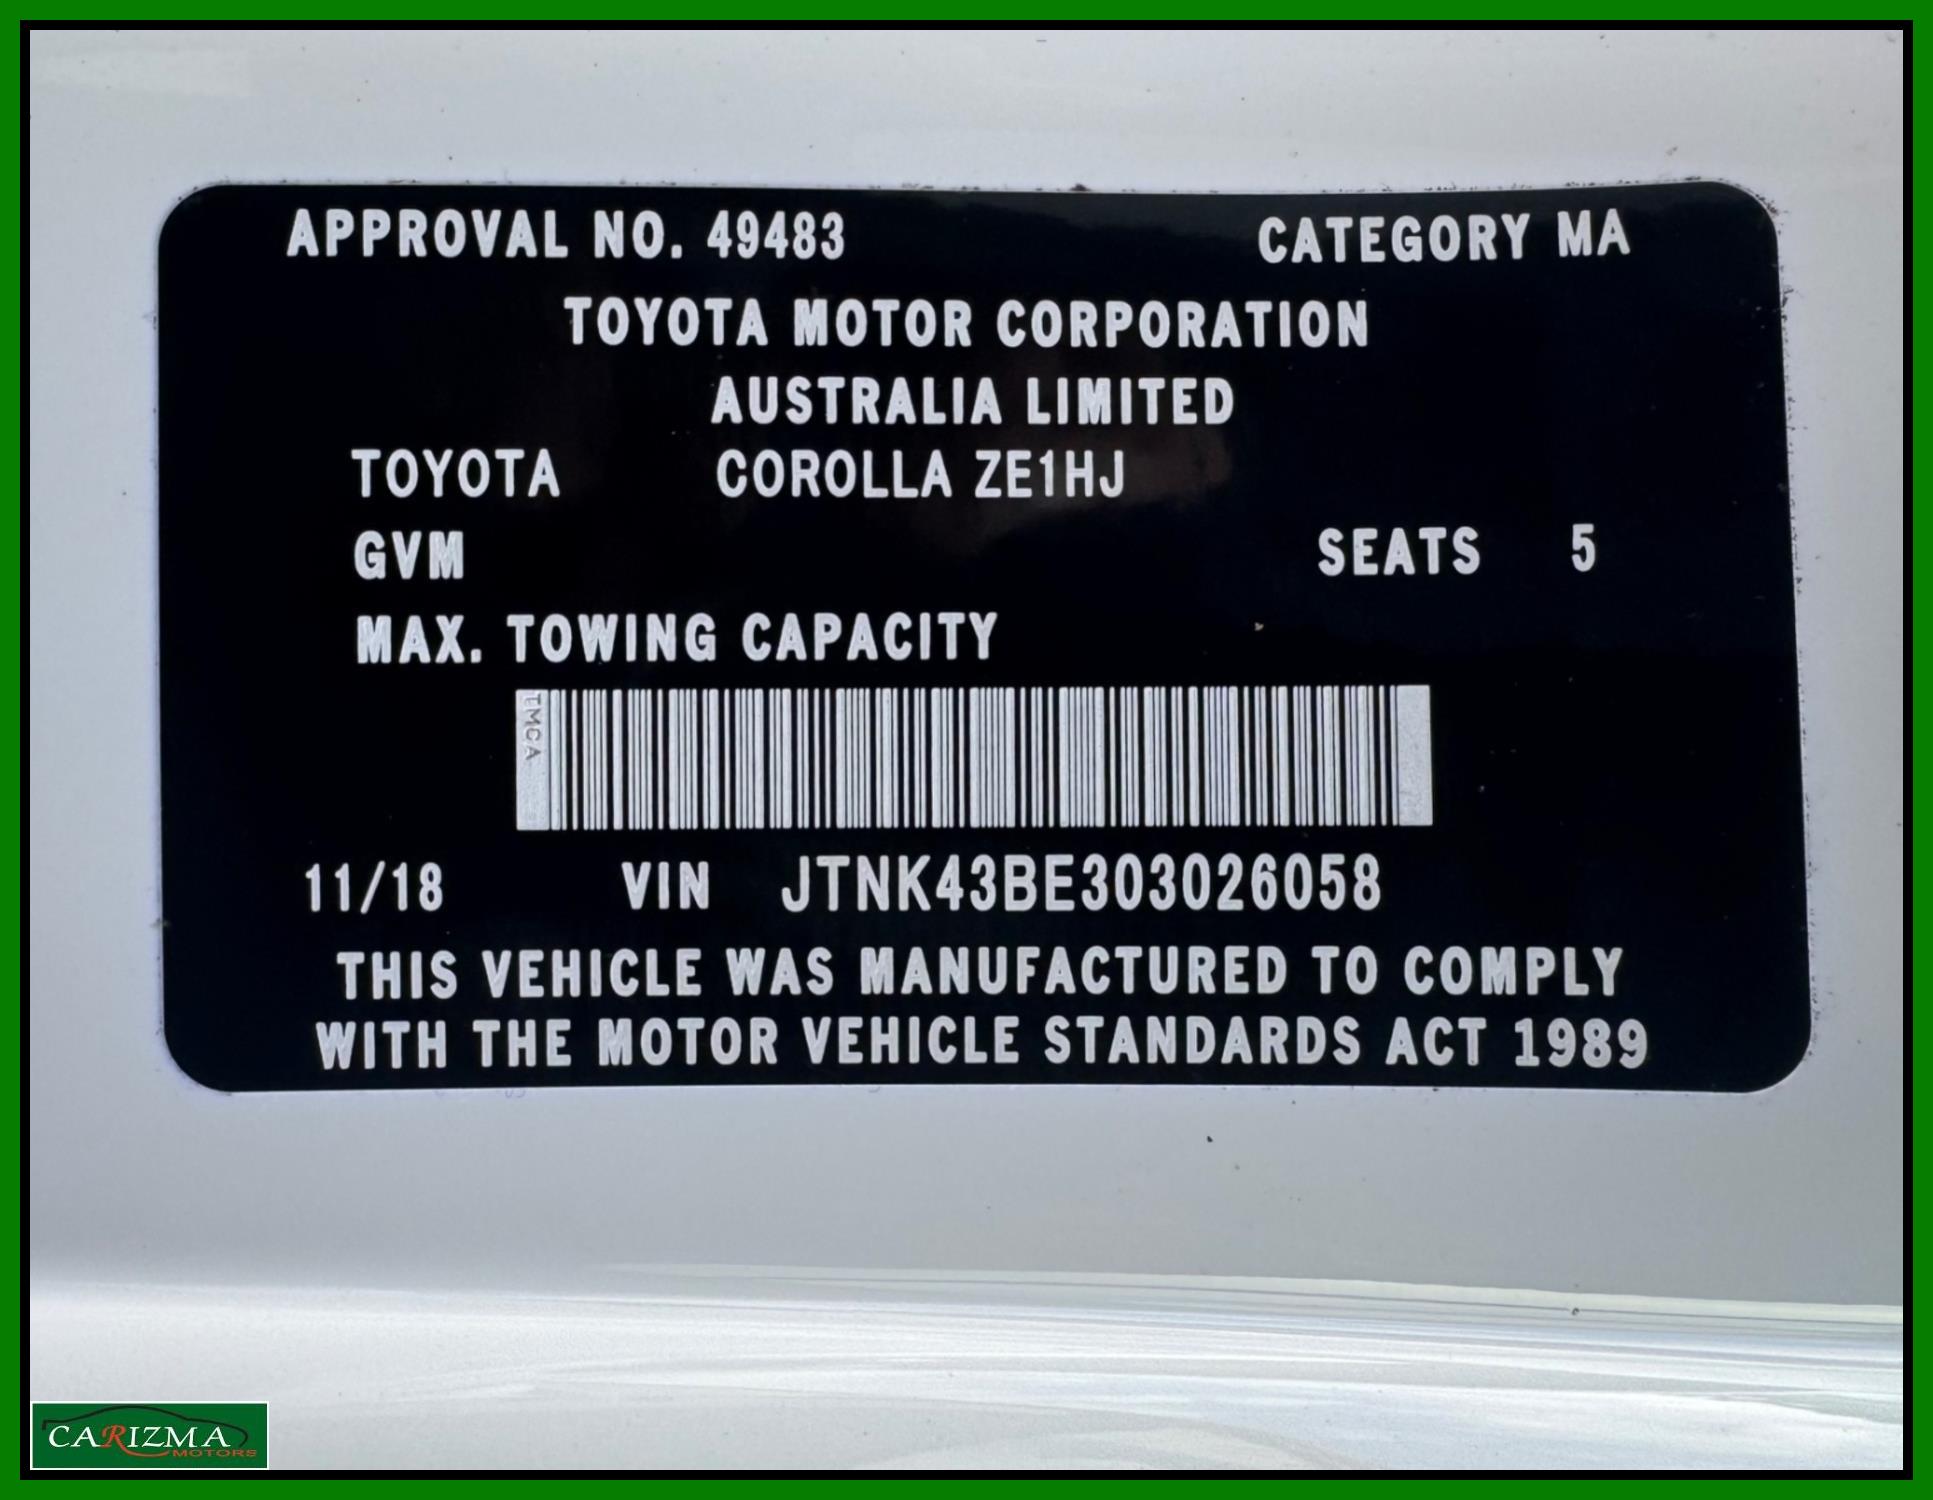 APPROVAL NO. 49483 CATEGORY MA
TOYOTA MOTOR CORPORATION
AUSTRALIA LIMITED
TOYOTA COROLLA ZE1HJ
GVM SEATS 5
MAX. TOWING CAPACITY
TMCA
11/18 VIN JTNK43BE303026058
THIS VEHICLE WAS MANUFACTURED TO COMPLY
WITH THE MOTOR VEHICLE STANDARDS ACT 1989
CARIZMA
MOTORS